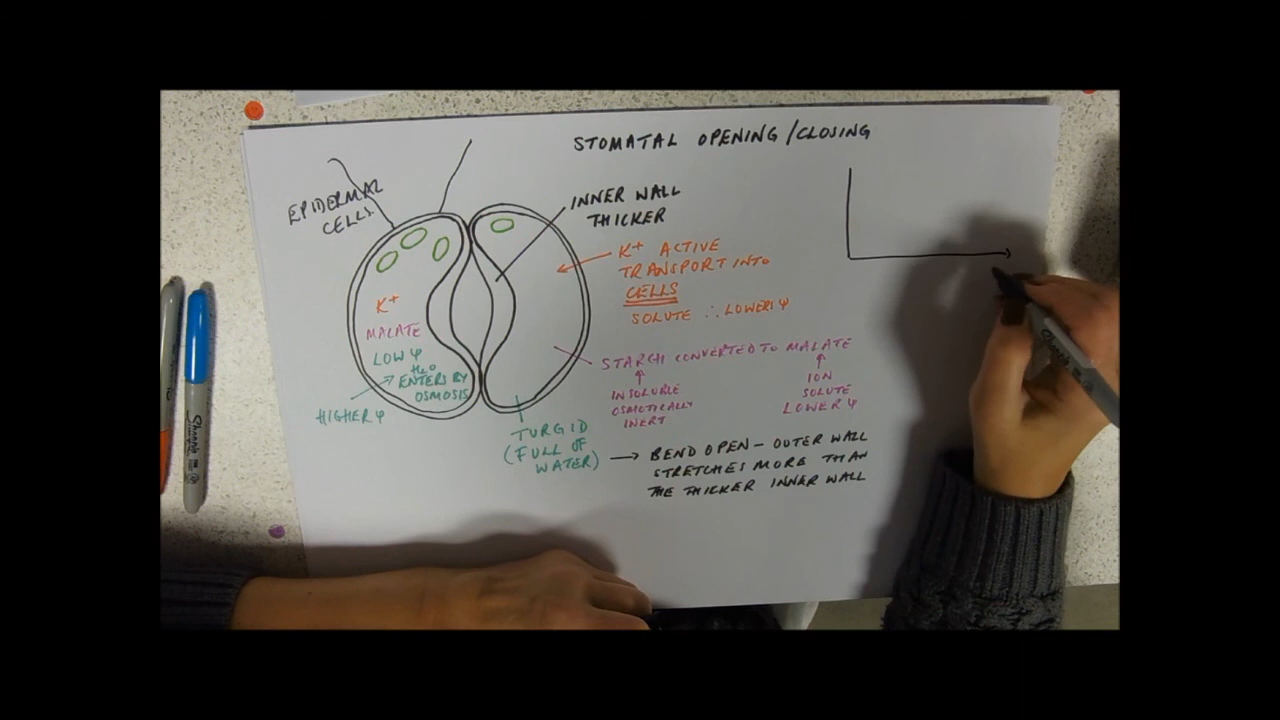 STOMATAL OPENING/CLOSING
EPIDERMAL
CELLS
INNER WALL
THICKER
K+ ACTIVE
TRANSPORT INTO
CELLS
SOLUTE ∴ LOWERS ψ
K+
MALATE
LOW ψ
H2O
ENTERS BY
OSMOSIS
HIGHER ψ
STARCH CONVERTED TO MALATE
INSOLUBLE
OSMOTICALLY
INERT
ION
SOLUTE
LOWER ψ
TURGID
(FULL OF
WATER)
→ BEND OPEN - OUTER WALL
STRETCHES MORE THAN
THE THICKER INNER WALL
Sharpie